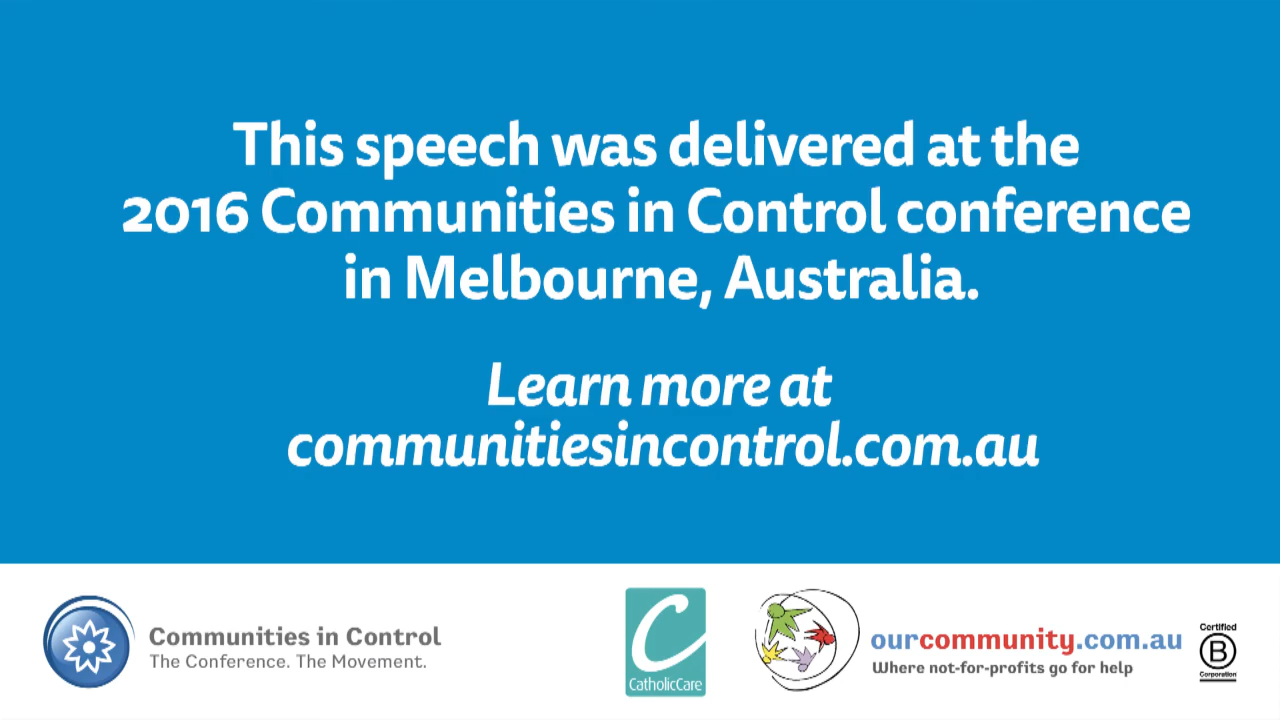 This speech was delivered at the
2016 Communities in Control conference
in Melbourne, Australia.
Learn more at
communitiesincontrol.com.au
Communities in Control
The Conference. The Movement.
C
CatholicCare
ourcommunity.com.au
Where not-for-profits go for help
Certified
B
Corporation